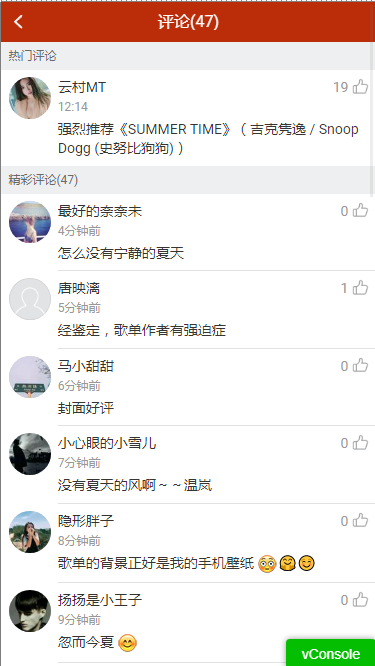 评论(47)
热门评论
云村MT
19
12:14
强烈推荐《SUMMER TIME》（吉克隽逸 / Snoop
Dogg (史努比狗狗) ）
精彩评论(47)
最好的奈奈未
0
4分钟前
怎么没有宁静的夏天
唐映漓
1
5分钟前
经鉴定，歌单作者有强迫症
马小甜甜
0
6分钟前
封面好评
小心眼的小雪儿
0
7分钟前
没有夏天的风啊～～温岚
隐形胖子
0
8分钟前
歌单的背景正好是我的手机壁纸 😳🤗😊
扬扬是小王子
0
9分钟前
忽而今夏 😊
vConsole